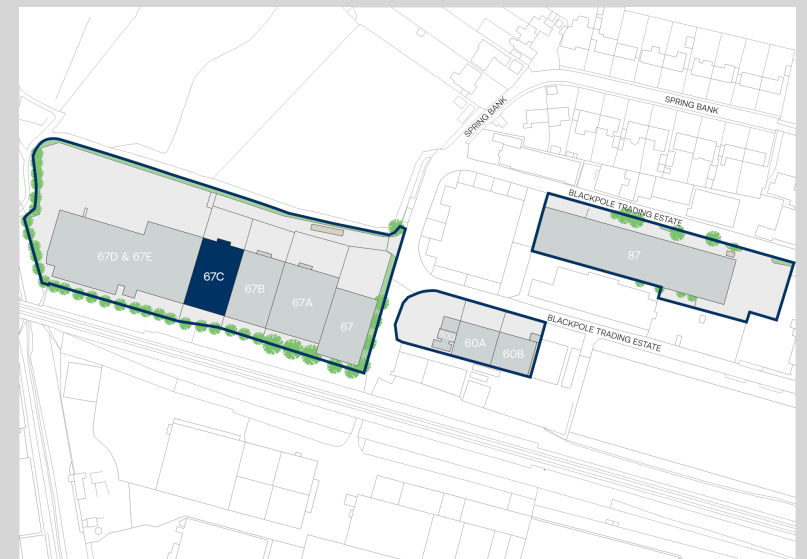 SPRING BANK
SPRING BANK
BLACKPOLE TRADING ESTATE
87
67D & 67E
67C
67B
67A
67
BLACKPOLE TRADING ESTATE
60A
60B